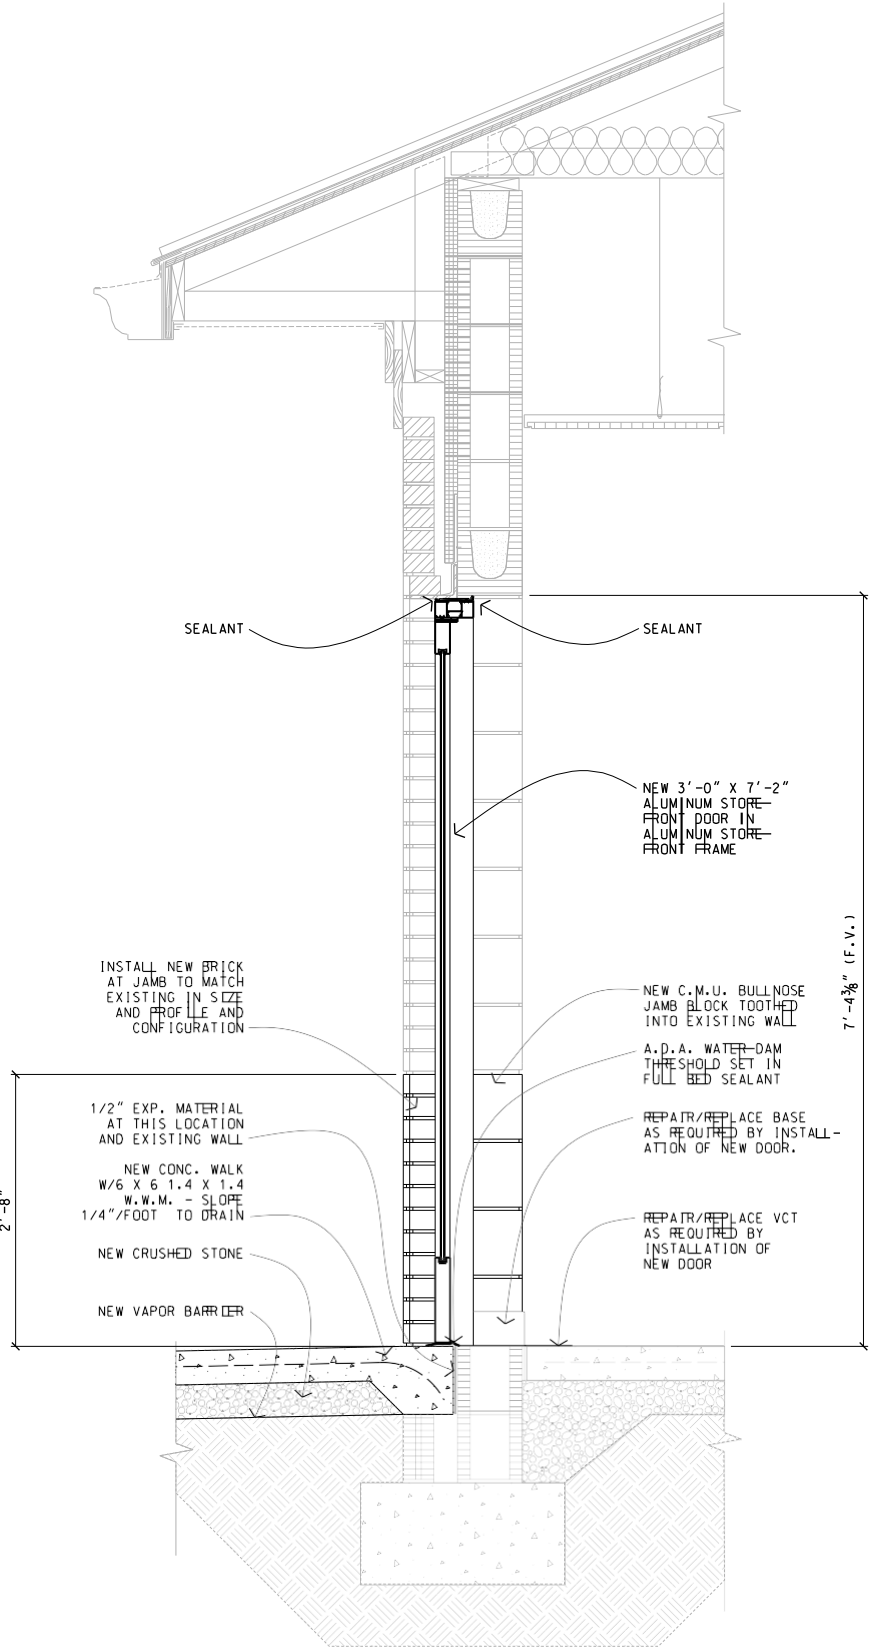 SEALANT
SEALANT
NEW 3'-0" X 7'-2"
ALUMINUM STORE-
FRONT DOOR IN
ALUMINUM STORE-
FRONT FRAME
7'-4⅜" (F.V.)
INSTALL NEW BRICK
AT JAMB TO MATCH
EXISTING IN SIZE
AND PROFILE AND
CONFIGURATION
NEW C.M.U. BULLNOSE
JAMB BLOCK TOOTHED
INTO EXISTING WALL
A.D.A. WATER-DAM
THRESHOLD SET IN
FULL BED SEALANT
1/2" EXP. MATERIAL
AT THIS LOCATION
AND EXISTING WALL
REPAIR/REPLACE BASE
AS REQUIRED BY INSTALL-
ATION OF NEW DOOR.
NEW CONC. WALK
W/6 X 6 1.4 X 1.4
W.W.M. - SLOPE
1/4"/FOOT TO DRAIN
2'-8"
REPAIR/REPLACE VCT
AS REQUIRED BY
INSTALLATION OF
NEW DOOR
NEW CRUSHED STONE
NEW VAPOR BARRIER